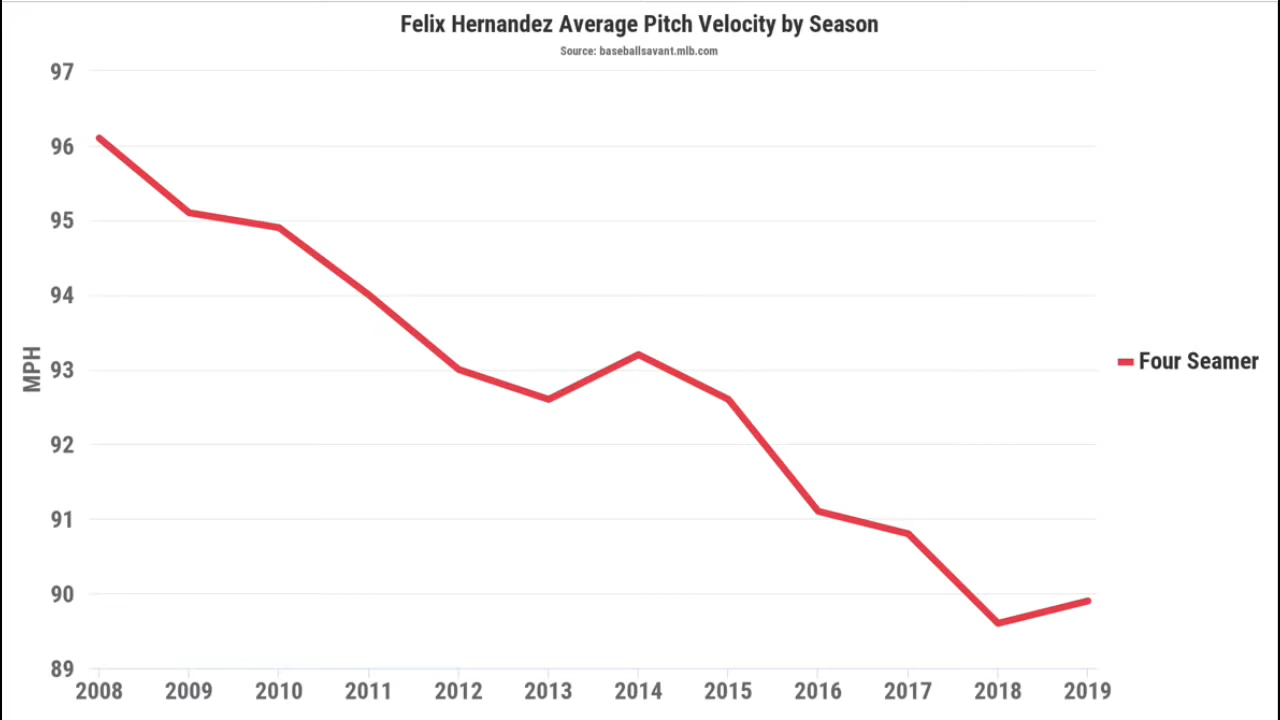 Felix Hernandez Average Pitch Velocity by Season
Source: baseballsavant.mlb.com
97
96
95
94
93
92
91
90
89
MPH
Four Seamer
2008 2009 2010 2011 2012 2013 2014 2015 2016 2017 2018 2019